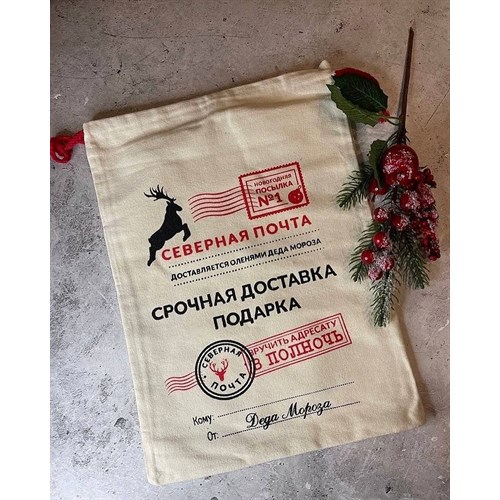 НОВОГОДНЯЯ
ПОСЫЛКА
№1
СЕВЕРНАЯ ПОЧТА
ДОСТАВЛЯЕТСЯ ОЛЕНЯМИ ДЕДА МОРОЗА
СРОЧНАЯ ДОСТАВКА
ПОДАРКА
ВРУЧИТЬ АДРЕСАТУ
В ПОЛНОЧЬ
СЕВЕРНАЯ
ПОЧТА
Кому:
От: Деда Мороза